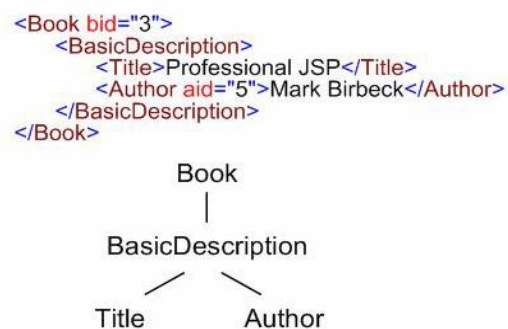 <Book bid="3">
<BasicDescription>
<Title>Professional JSP</Title>
<Author aid="5">Mark Birbeck</Author>
</BasicDescription>
</Book>
Book
BasicDescription
Title Author